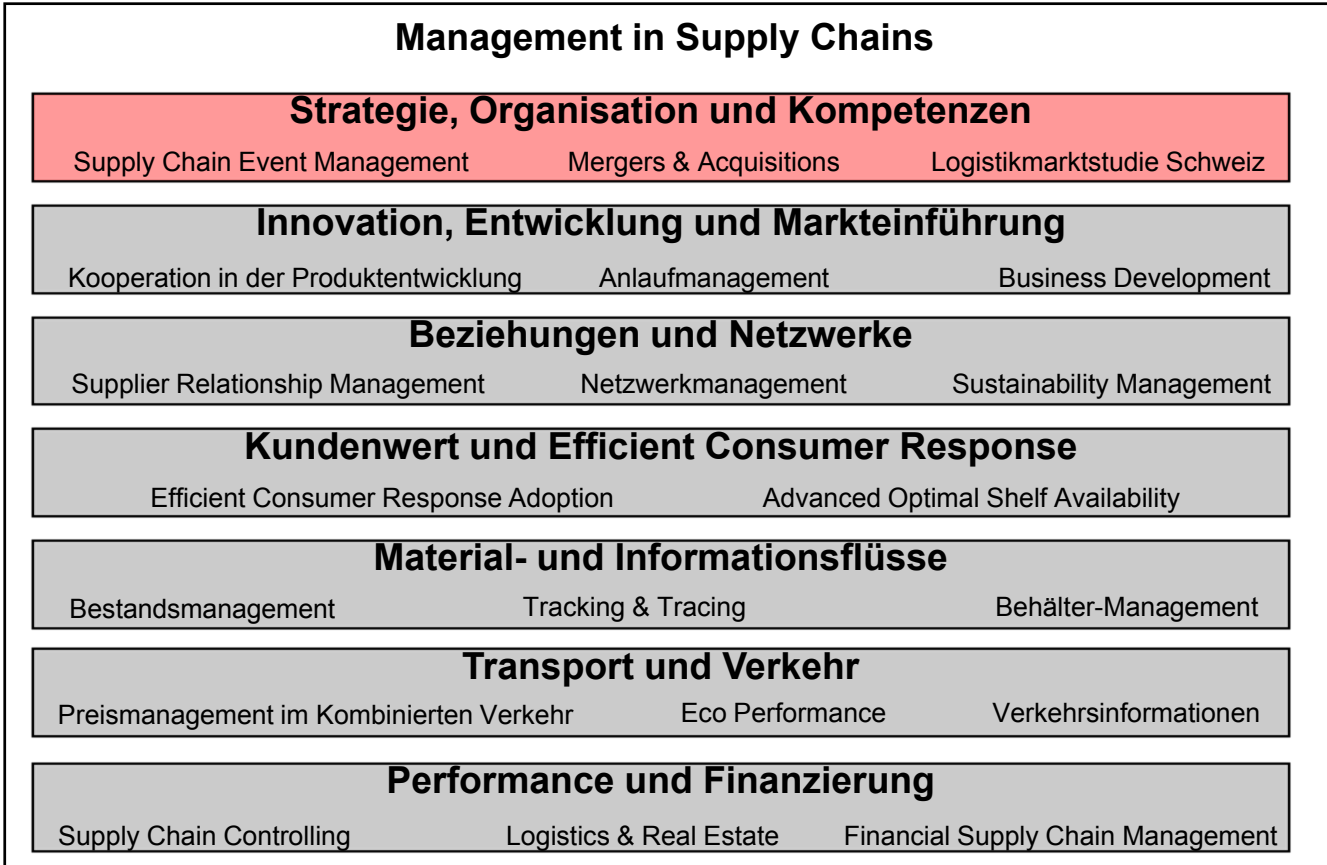 Management in Supply Chains
Strategie, Organisation und Kompetenzen
Supply Chain Event Management Mergers & Acquisitions Logistikmarktstudie Schweiz
Innovation, Entwicklung und Markteinführung
Kooperation in der Produktentwicklung Anlaufmanagement Business Development
Beziehungen und Netzwerke
Supplier Relationship Management Netzwerkmanagement Sustainability Management
Kundenwert und Efficient Consumer Response
Efficient Consumer Response Adoption Advanced Optimal Shelf Availability
Material- und Informationsflüsse
Bestandsmanagement Tracking & Tracing Behälter-Management
Transport und Verkehr
Preismanagement im Kombinierten Verkehr Eco Performance Verkehrsinformationen
Performance und Finanzierung
Supply Chain Controlling Logistics & Real Estate Financial Supply Chain Management